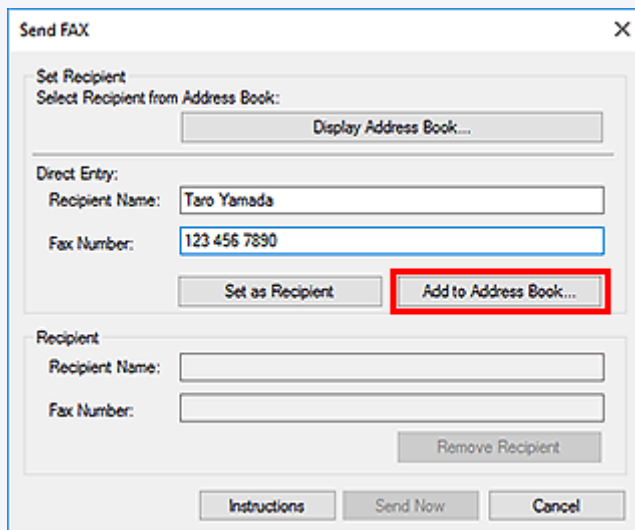 Send FAX
Set Recipient
Select Recipient from Address Book:
Display Address Book...
Direct Entry:
Recipient Name: Taro Yamada
Fax Number: 123 456 7890
Set as Recipient Add to Address Book...
Recipient
Recipient Name:
Fax Number:
Remove Recipient
Instructions Send Now Cancel